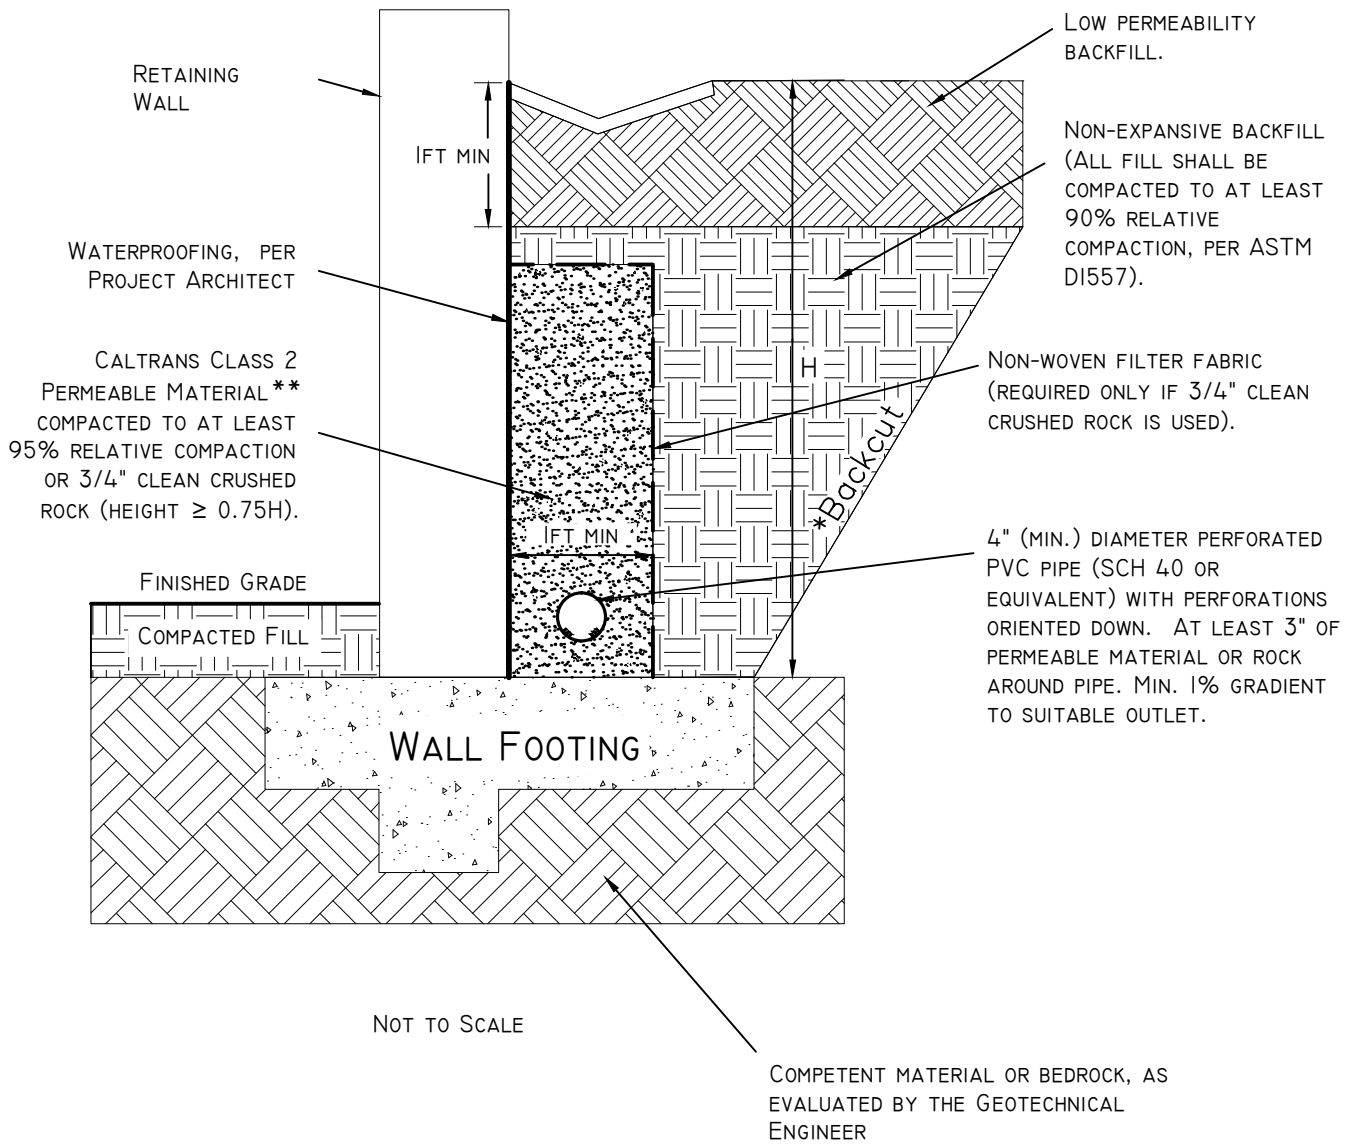 RETAINING
WALL
1FT MIN
WATERPROOFING, PER
PROJECT ARCHITECT
CALTRANS CLASS 2
PERMEABLE MATERIAL**
COMPACTED TO AT LEAST
95% RELATIVE COMPACTION
OR 3/4" CLEAN CRUSHED
ROCK (HEIGHT ≥ 0.75H).
FINISHED GRADE
COMPACTED FILL
1FT MIN
H
*Backcut
WALL FOOTING
LOW PERMEABILITY
BACKFILL.
NON-EXPANSIVE BACKFILL
(ALL FILL SHALL BE
COMPACTED TO AT LEAST
90% RELATIVE
COMPACTION, PER ASTM
D1557).
NON-WOVEN FILTER FABRIC
(REQUIRED ONLY IF 3/4" CLEAN
CRUSHED ROCK IS USED).
4" (MIN.) DIAMETER PERFORATED
PVC PIPE (SCH 40 OR
EQUIVALENT) WITH PERFORATIONS
ORIENTED DOWN. AT LEAST 3" OF
PERMEABLE MATERIAL OR ROCK
AROUND PIPE. MIN. 1% GRADIENT
TO SUITABLE OUTLET.
NOT TO SCALE
COMPETENT MATERIAL OR BEDROCK, AS
EVALUATED BY THE GEOTECHNICAL
ENGINEER